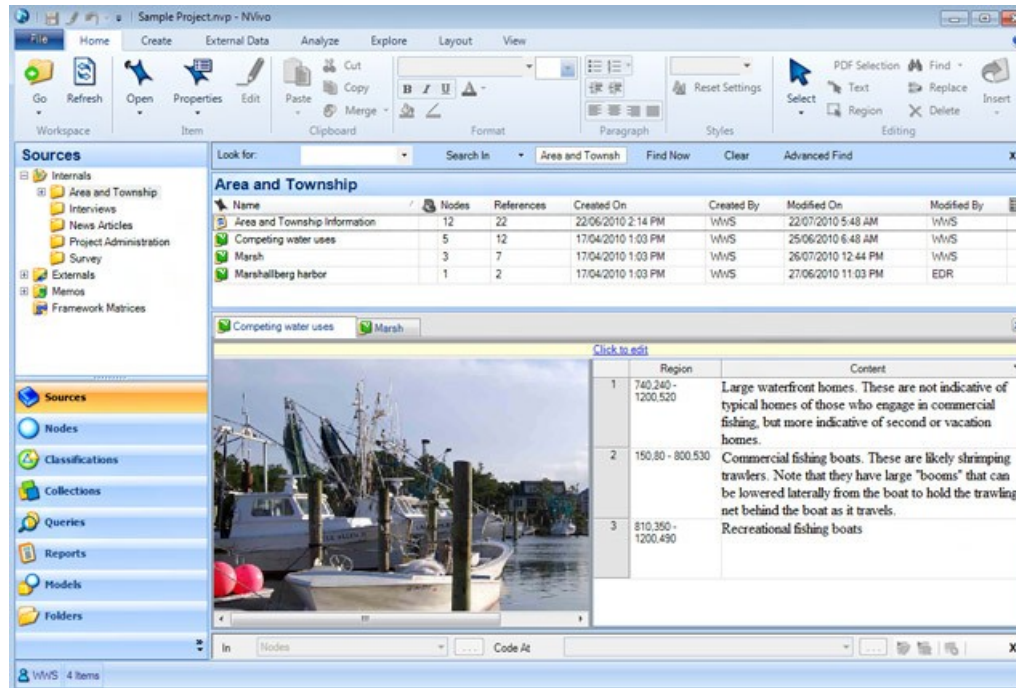 Sample Project.nvp - NVivo
File Home Create External Data Analyze Explore Layout View
Go Refresh Open Properties Edit Paste Cut Copy Merge B I U A Reset Settings Select PDF Selection Text Region Find Replace Delete Insert
Workspace Item Clipboard Format Paragraph Styles Editing
Sources
Internals
Area and Township
Interviews
News Articles
Project Administration
Survey
Externals
Memos
Framework Matrices
Sources
Nodes
Classifications
Collections
Queries
Reports
Models
Folders
Look for: Search In Area and Townsh Find Now Clear Advanced Find x
Area and Township
Name Nodes References Created On Created By Modified On Modified By
Area and Township Information 12 22 22/06/2010 2:14 PM WWS 22/07/2010 5:48 AM WWS
Competing water uses 5 12 17/04/2010 1:03 PM WWS 25/06/2010 6:48 AM WWS
Marsh 3 7 17/04/2010 1:03 PM WWS 26/07/2010 12:44 PM WWS
Marshallberg harbor 1 2 17/04/2010 1:03 PM WWS 27/06/2010 11:03 PM EDR
Competing water uses Marsh
Click to edit
Region Content
1 740,240 -
1200,520
Large waterfront homes. These are not indicative of
typical homes of those who engage in commercial
fishing, but more indicative of second or vacation
homes.
2 150,80 - 800,530
Commercial fishing boats. These are likely shrimping
trawlers. Note that they have large "booms" that can
be lowered laterally from the boat to hold the trawling
net behind the boat as it travels.
3 810,350 -
1200,490
Recreational fishing boats
In Nodes ... Code At ... x
WWS 4 Items